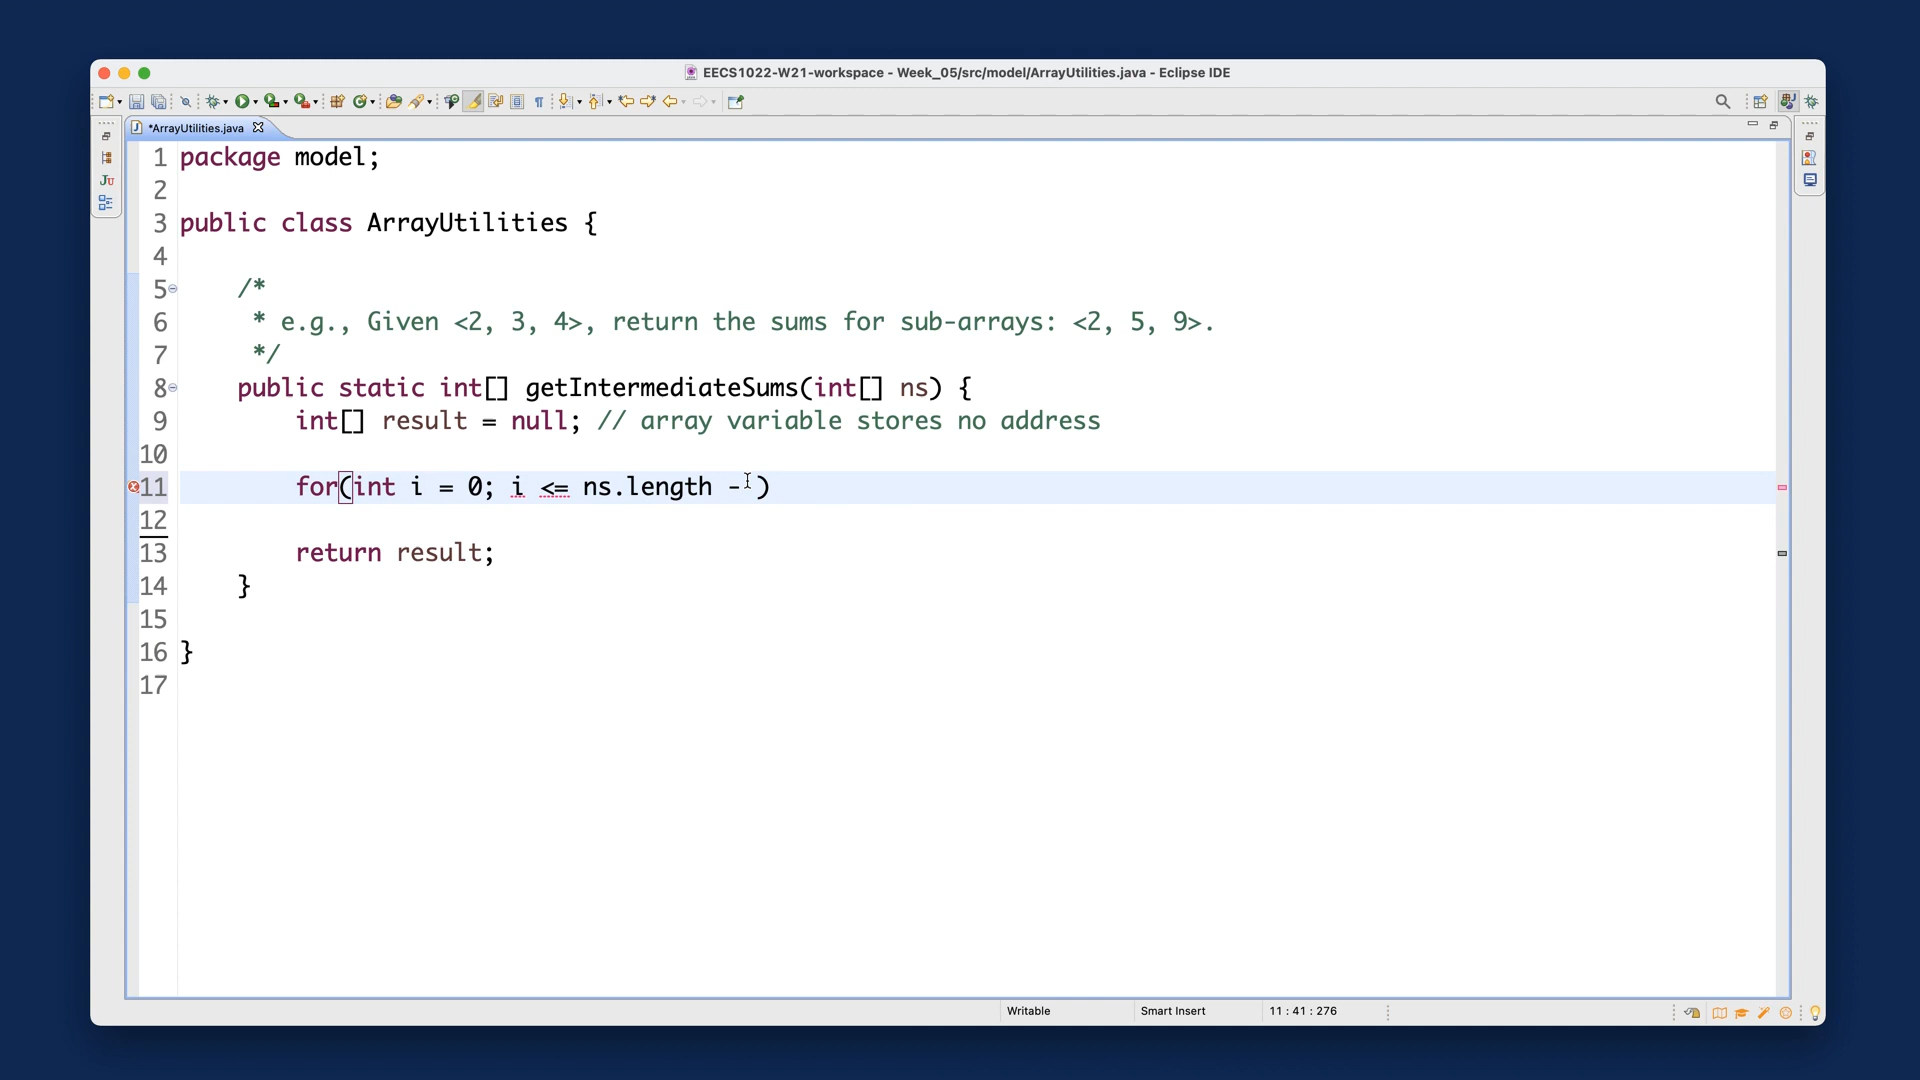 EECS1022-W21-workspace - Week_05/src/model/ArrayUtilities.java - Eclipse IDE
*ArrayUtilities.java
1 package model;
2
3 public class ArrayUtilities {
4
5 /*
6 * e.g., Given <2, 3, 4>, return the sums for sub-arrays: <2, 5, 9>.
7 */
8 public static int[] getIntermediateSums(int[] ns) {
9 int[] result = null; // array variable stores no address
10
11 for(int i = 0; i <= ns.length - )
12
13 return result;
14 }
15
16 }
17
Writable Smart Insert 11 : 41 : 276